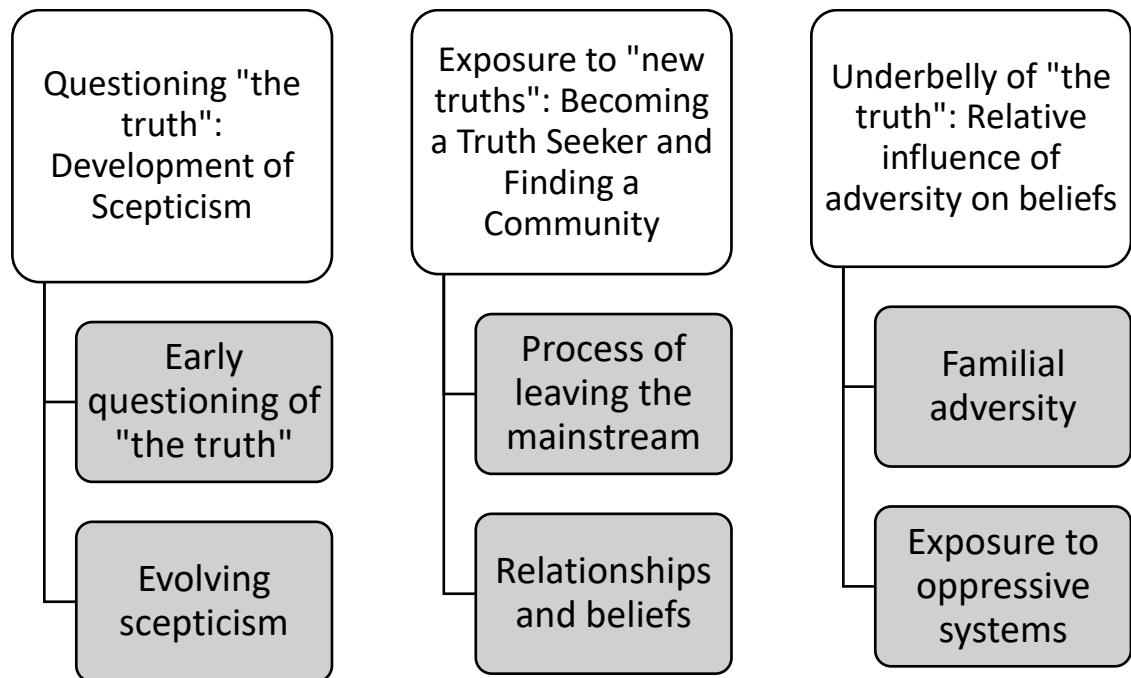 Questioning "the
truth":
Development of
Scepticism
Early
questioning of
"the truth"
Evolving
scepticism
Exposure to "new
truths": Becoming
a Truth Seeker and
Finding a
Community
Process of
leaving the
mainstream
Relationships
and beliefs
Underbelly of "the
truth": Relative
influence of
adversity on beliefs
Familial
adversity
Exposure to
oppressive
systems